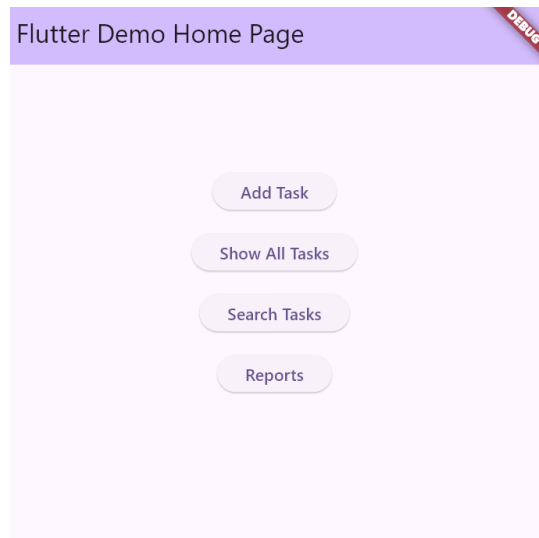 Flutter Demo Home Page
DEBUG
Add Task
Show All Tasks
Search Tasks
Reports